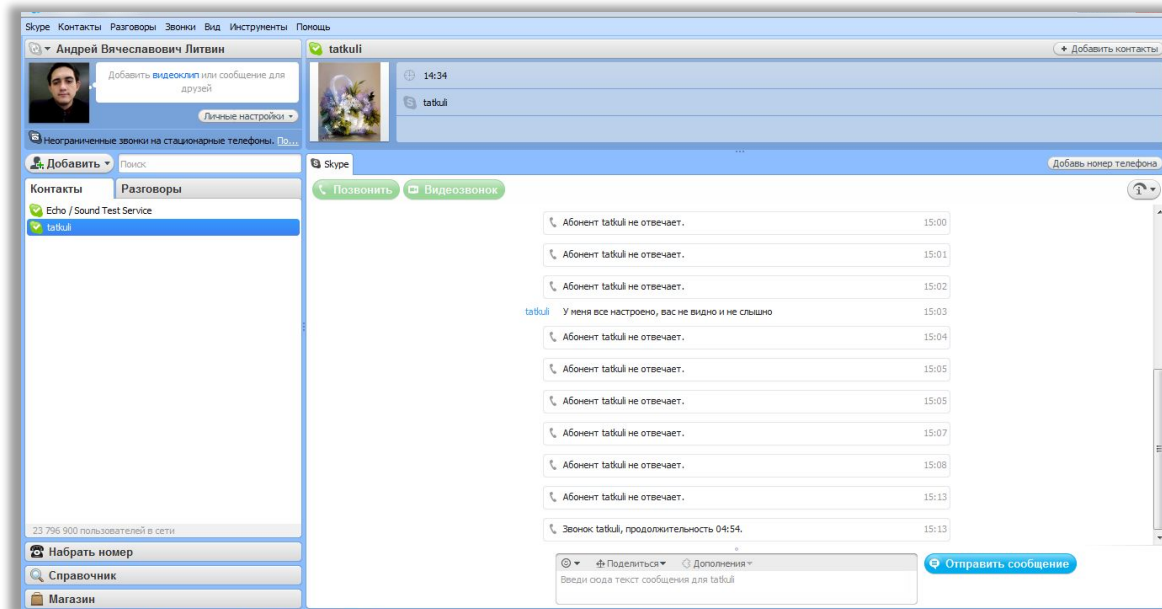 Skype Контакты Разговоры Звонки Вид Инструменты Помощь
Андрей Вячеславович Литвин
Добавить видеоклип или сообщение для
друзей
Личные настройки
Неограниченные звонки на стационарные телефоны. По...
Добавить
Поиск
Контакты
Разговоры
Echo / Sound Test Service
tatkuli
23 796 900 пользователей в сети
Набрать номер
Справочник
Магазин
tatkuli
+ Добавить контакты
14:34
tatkuli
Skype
Добавь номер телефона
Позвонить
Видеозвонок
Абонент tatkuli не отвечает. 15:00
Абонент tatkuli не отвечает. 15:01
Абонент tatkuli не отвечает. 15:02
tatkuli У меня все настроено, вас не видно и не слышно 15:03
Абонент tatkuli не отвечает. 15:04
Абонент tatkuli не отвечает. 15:05
Абонент tatkuli не отвечает. 15:05
Абонент tatkuli не отвечает. 15:07
Абонент tatkuli не отвечает. 15:08
Абонент tatkuli не отвечает. 15:13
Звонок tatkuli, продолжительность 04:54. 15:13
Поделиться Дополнения
Введи сюда текст сообщения для tatkuli
Отправить сообщение